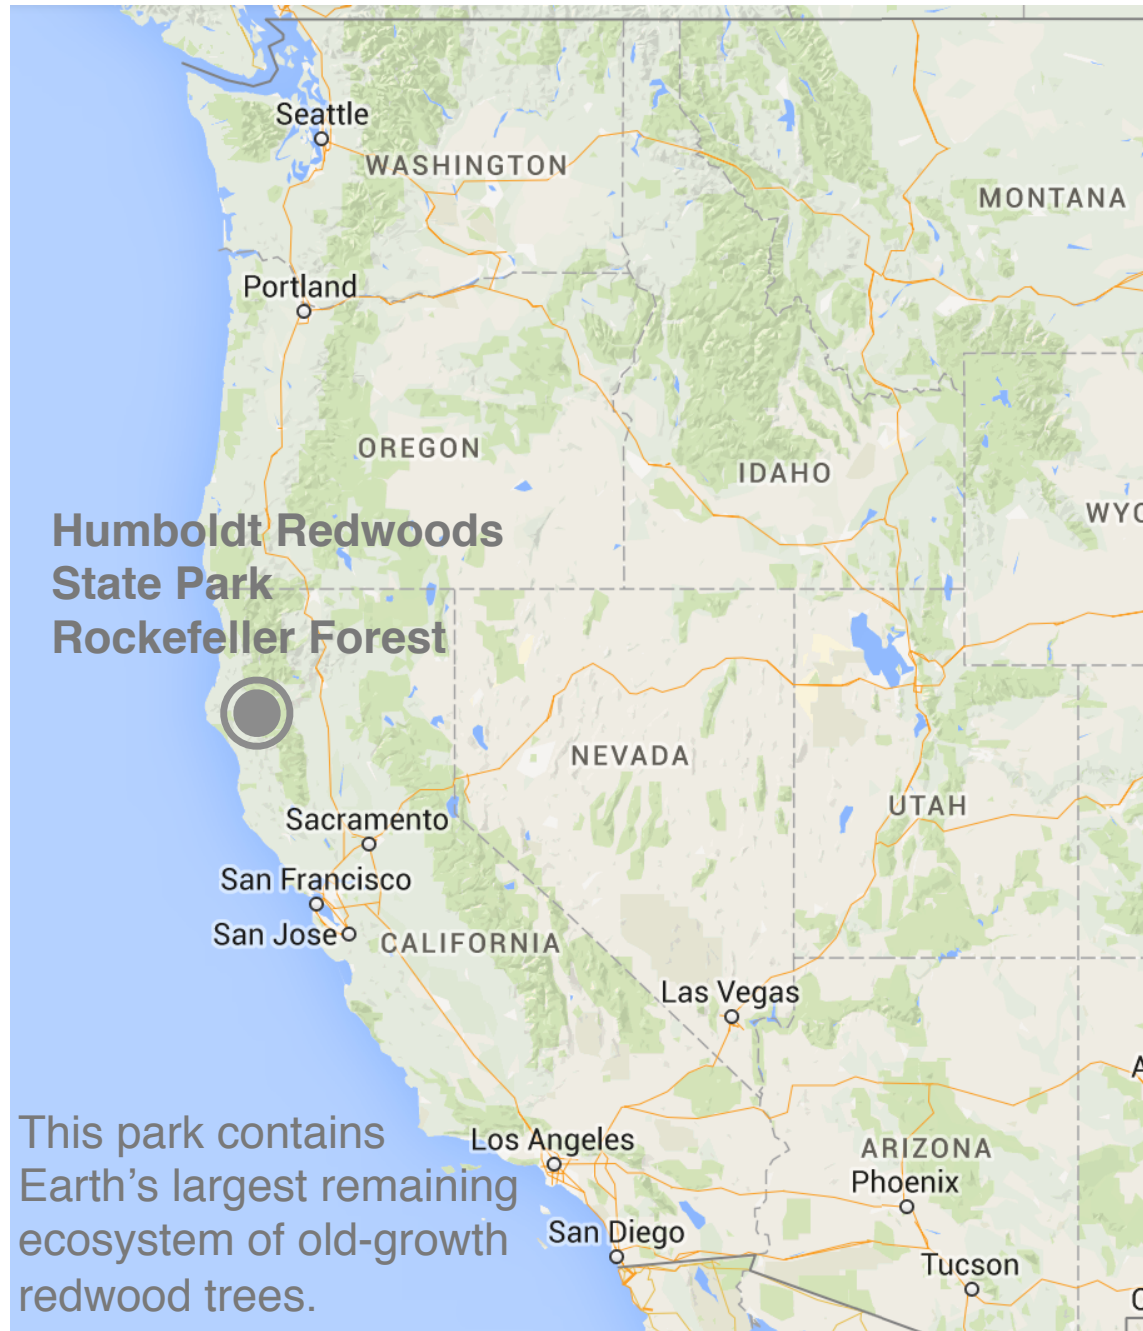 Seattle
WASHINGTON
MONTANA
Portland
OREGON
IDAHO
WYO
Humboldt Redwoods
State Park
Rockefeller Forest
NEVADA
UTAH
Sacramento
San Francisco
San Jose
CALIFORNIA
Las Vegas
A
This park contains
Earth’s largest remaining
ecosystem of old-growth
redwood trees.
Los Angeles
ARIZONA
Phoenix
San Diego
Tucson